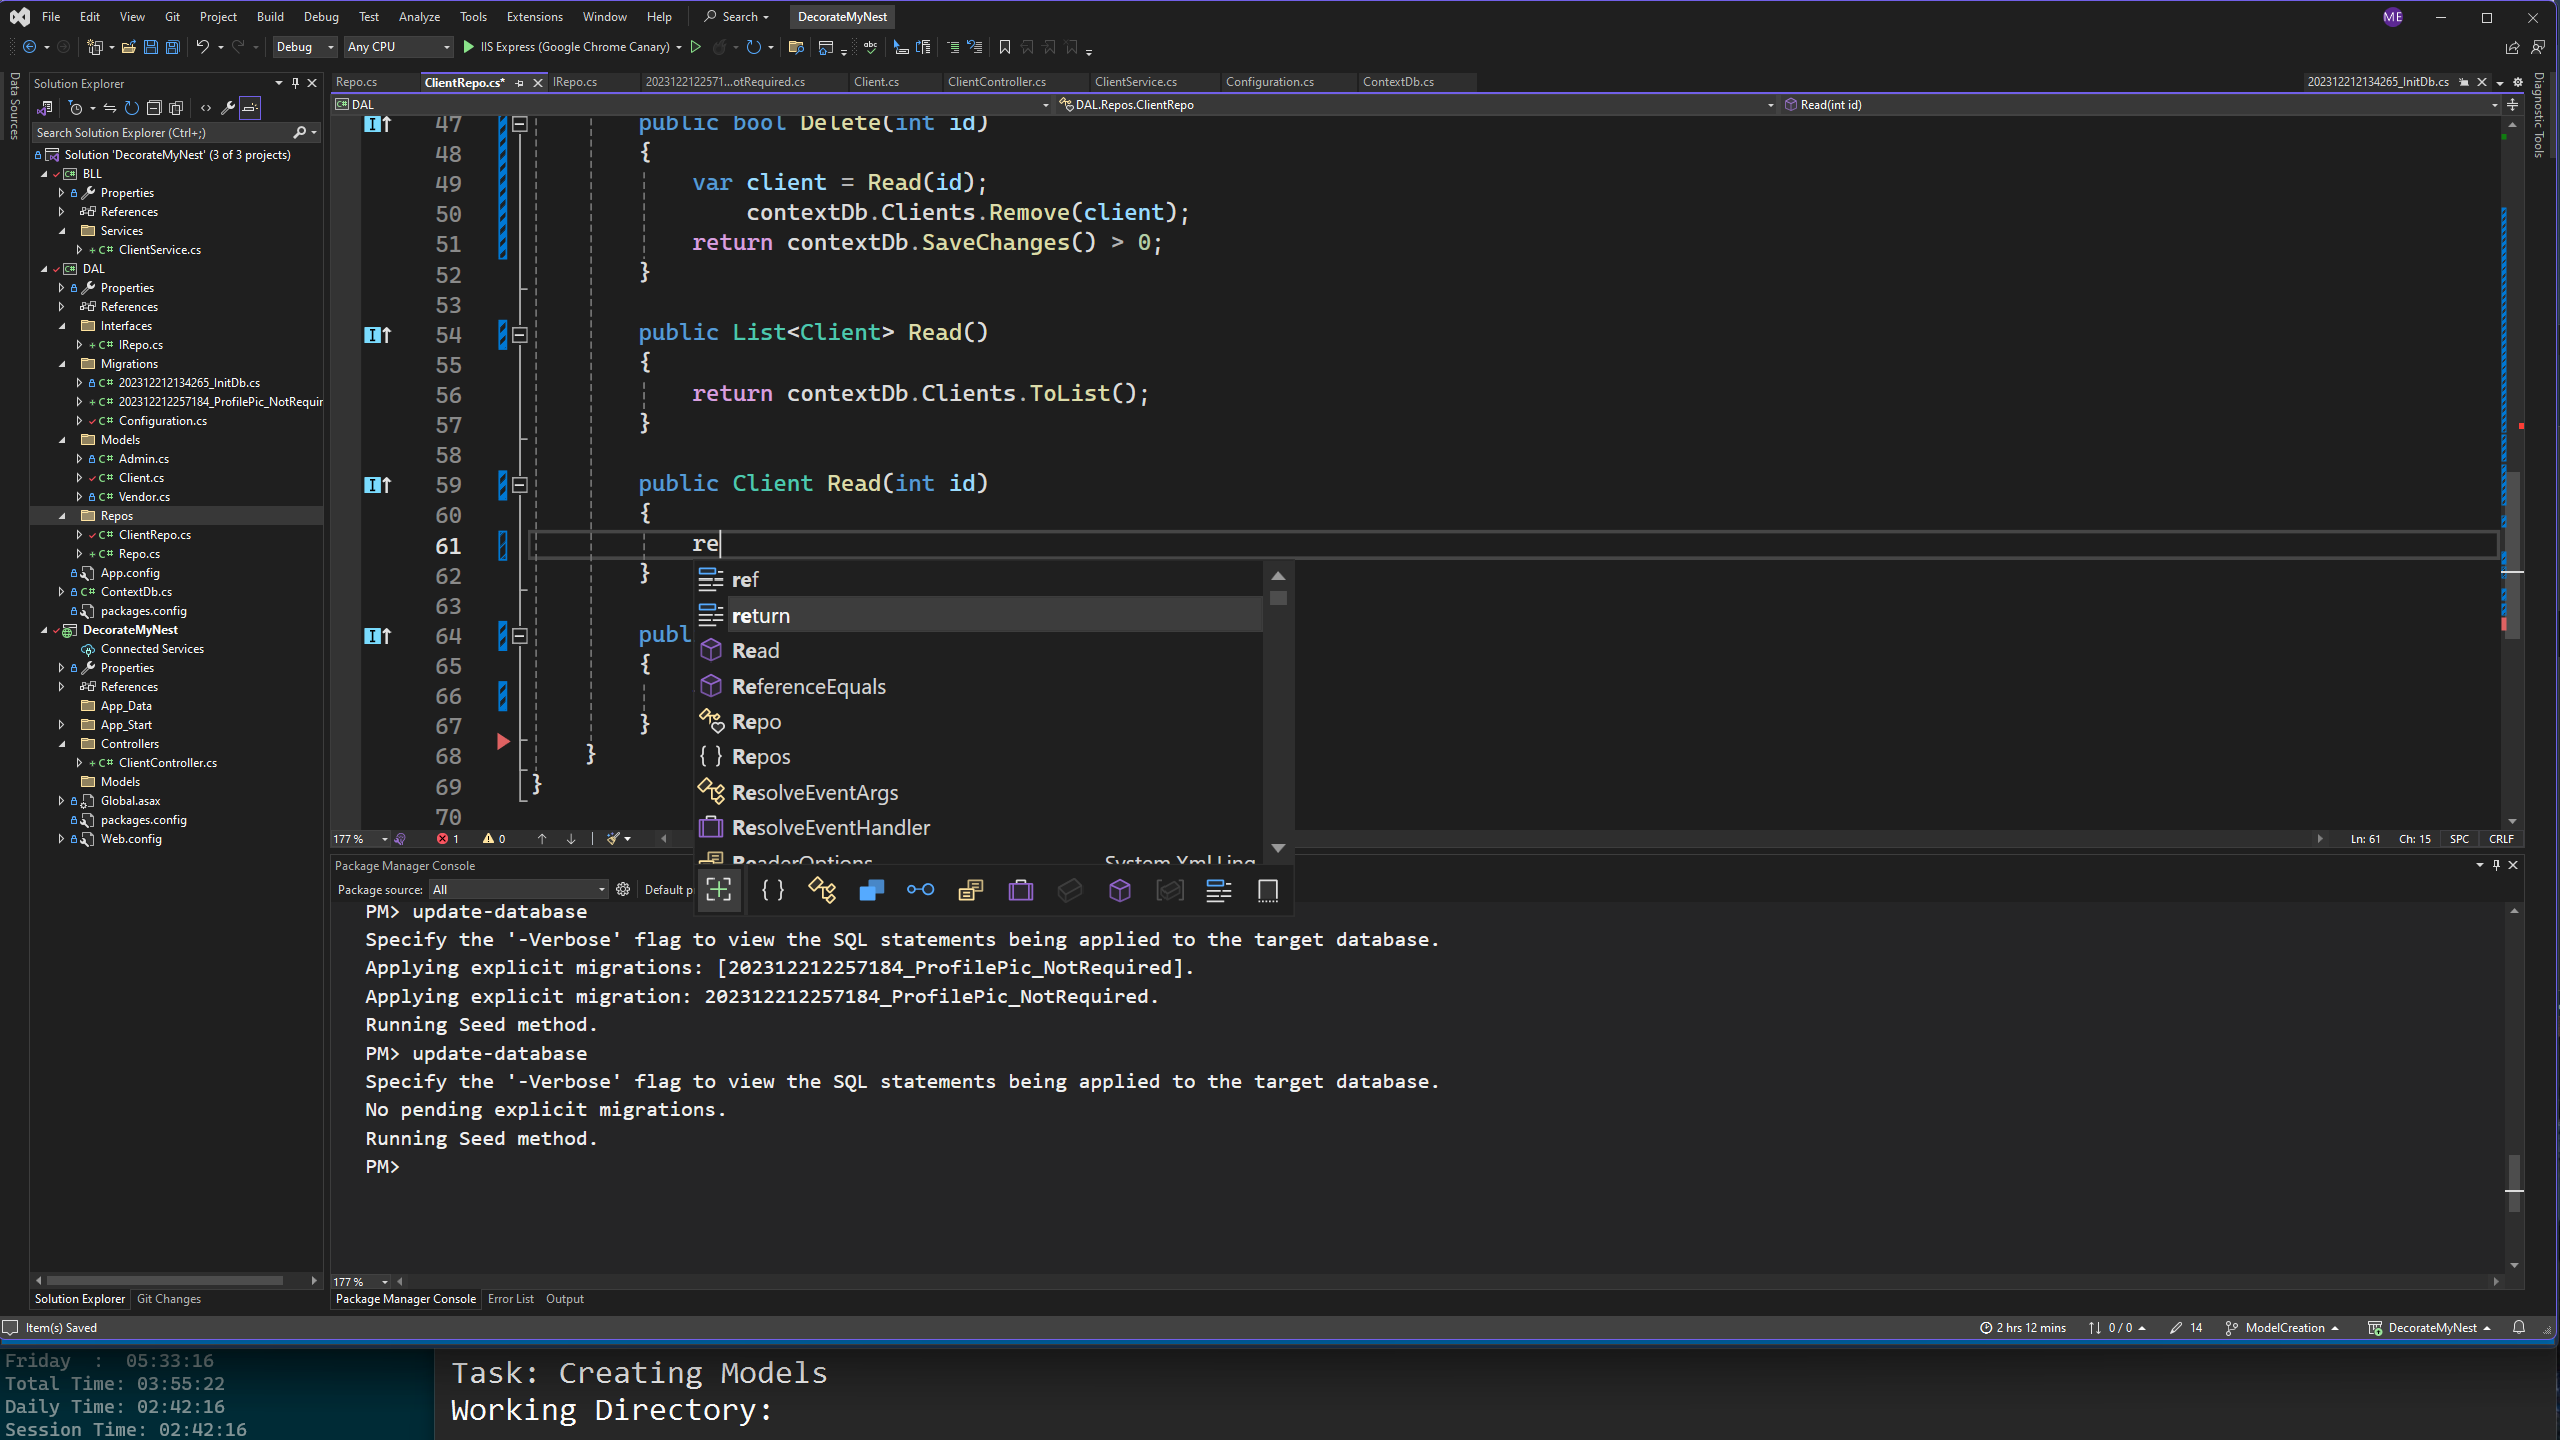 File Edit View Git Project Build Debug Test Analyze Tools Extensions Window Help Search DecorateMyNest ME
Debug Any CPU IIS Express (Google Chrome Canary)
Data Sources
Solution Explorer
Search Solution Explorer (Ctrl+;)
Solution 'DecorateMyNest' (3 of 3 projects)
BLL
Properties
References
Services
C# ClientService.cs
DAL
Properties
References
Interfaces
C# IRepo.cs
Migrations
C# 202312212134265_InitDb.cs
C# 202312212257184_ProfilePic_NotRequir
C# Configuration.cs
Models
C# Admin.cs
C# Client.cs
C# Vendor.cs
Repos
C# ClientRepo.cs
C# Repo.cs
App.config
C# ContextDb.cs
packages.config
DecorateMyNest
Connected Services
Properties
References
App_Data
App_Start
Controllers
C# ClientController.cs
Models
Global.asax
packages.config
Web.config
Solution Explorer Git Changes
Repo.cs ClientRepo.cs* IRepo.cs 2023122122571...otRequired.cs Client.cs ClientController.cs ClientService.cs Configuration.cs ContextDb.cs 202312212134265_InitDb.cs
DAL DAL.Repos.ClientRepo Read(int id)
Diagnostic Tools
47 public bool Delete(int id)
48 {
49 var client = Read(id);
50 contextDb.Clients.Remove(client);
51 return contextDb.SaveChanges() > 0;
52 }
53
54 public List<Client> Read()
55 {
56 return contextDb.Clients.ToList();
57 }
58
59 public Client Read(int id)
60 {
61 re
62 }
63
64 publ
65 {
66
67 }
68 }
69 }
70
ref
return
Read
ReferenceEquals
Repo
{ } Repos
ResolveEventArgs
ResolveEventHandler
ReaderOptions System.Xml.Linq
177 % 1 0 Ln: 61 Ch: 15 SPC CRLF
Package Manager Console
Package source: All Default p
PM> update-database
Specify the '-Verbose' flag to view the SQL statements being applied to the target database.
Applying explicit migrations: [202312212257184_ProfilePic_NotRequired].
Applying explicit migration: 202312212257184_ProfilePic_NotRequired.
Running Seed method.
PM> update-database
Specify the '-Verbose' flag to view the SQL statements being applied to the target database.
No pending explicit migrations.
Running Seed method.
PM>
177 %
Package Manager Console Error List Output
Item(s) Saved 2 hrs 12 mins 0 / 0 14 ModelCreation DecorateMyNest
Friday : 05:33:16
Total Time: 03:55:22
Daily Time: 02:42:16
Session Time: 02:42:16
Task: Creating Models
Working Directory: